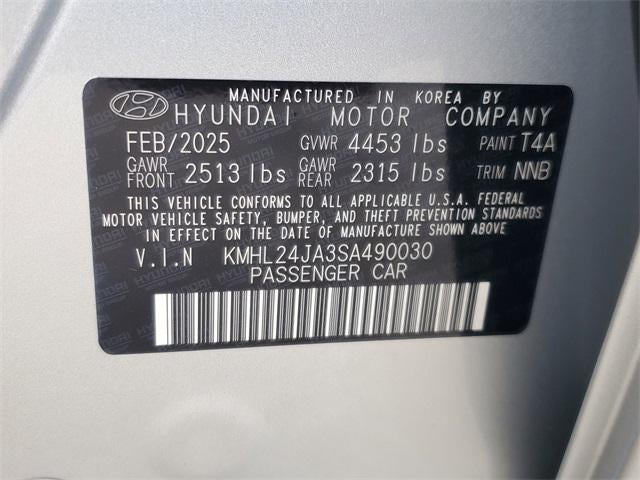 MANUFACTURED IN KOREA BY
HYUNDAI MOTOR COMPANY
FEB/2025 GVWR 4453 lbs PAINT T4A
GAWR FRONT 2513 lbs GAWR REAR 2315 lbs TRIM NNB
THIS VEHICLE CONFORMS TO ALL APPLICABLE U.S.A. FEDERAL
MOTOR VEHICLE SAFETY, BUMPER, AND THEFT PREVENTION STANDARDS
IN EFFECT ON THE DATE OF MANUFACTURE SHOWN ABOVE
V.I.N KMHL24JA3SA490030
PASSENGER CAR